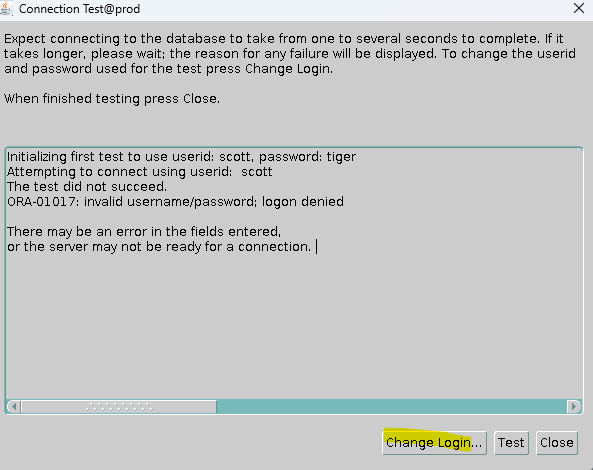 Connection Test@prod
Expect connecting to the database to take from one to several seconds to complete. If it
takes longer, please wait; the reason for any failure will be displayed. To change the userid
and password used for the test press Change Login.
When finished testing press Close.
Initializing first test to use userid: scott, password: tiger
Attempting to connect using userid:  scott
The test did not succeed.
ORA-01017: invalid username/password; logon denied
There may be an error in the fields entered,
or the server may not be ready for a connection.
Change Login... Test Close